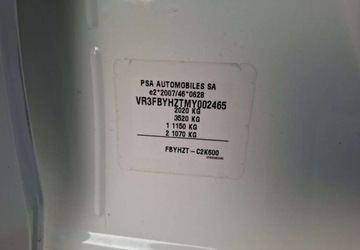 PSA AUTOMOBILES SA
e2*2007/46*0628
VR3FBYHZTMY002465
2020 KG
3520 KG
1 1150 KG
2 1070 KG
FBYHZT - C2K600